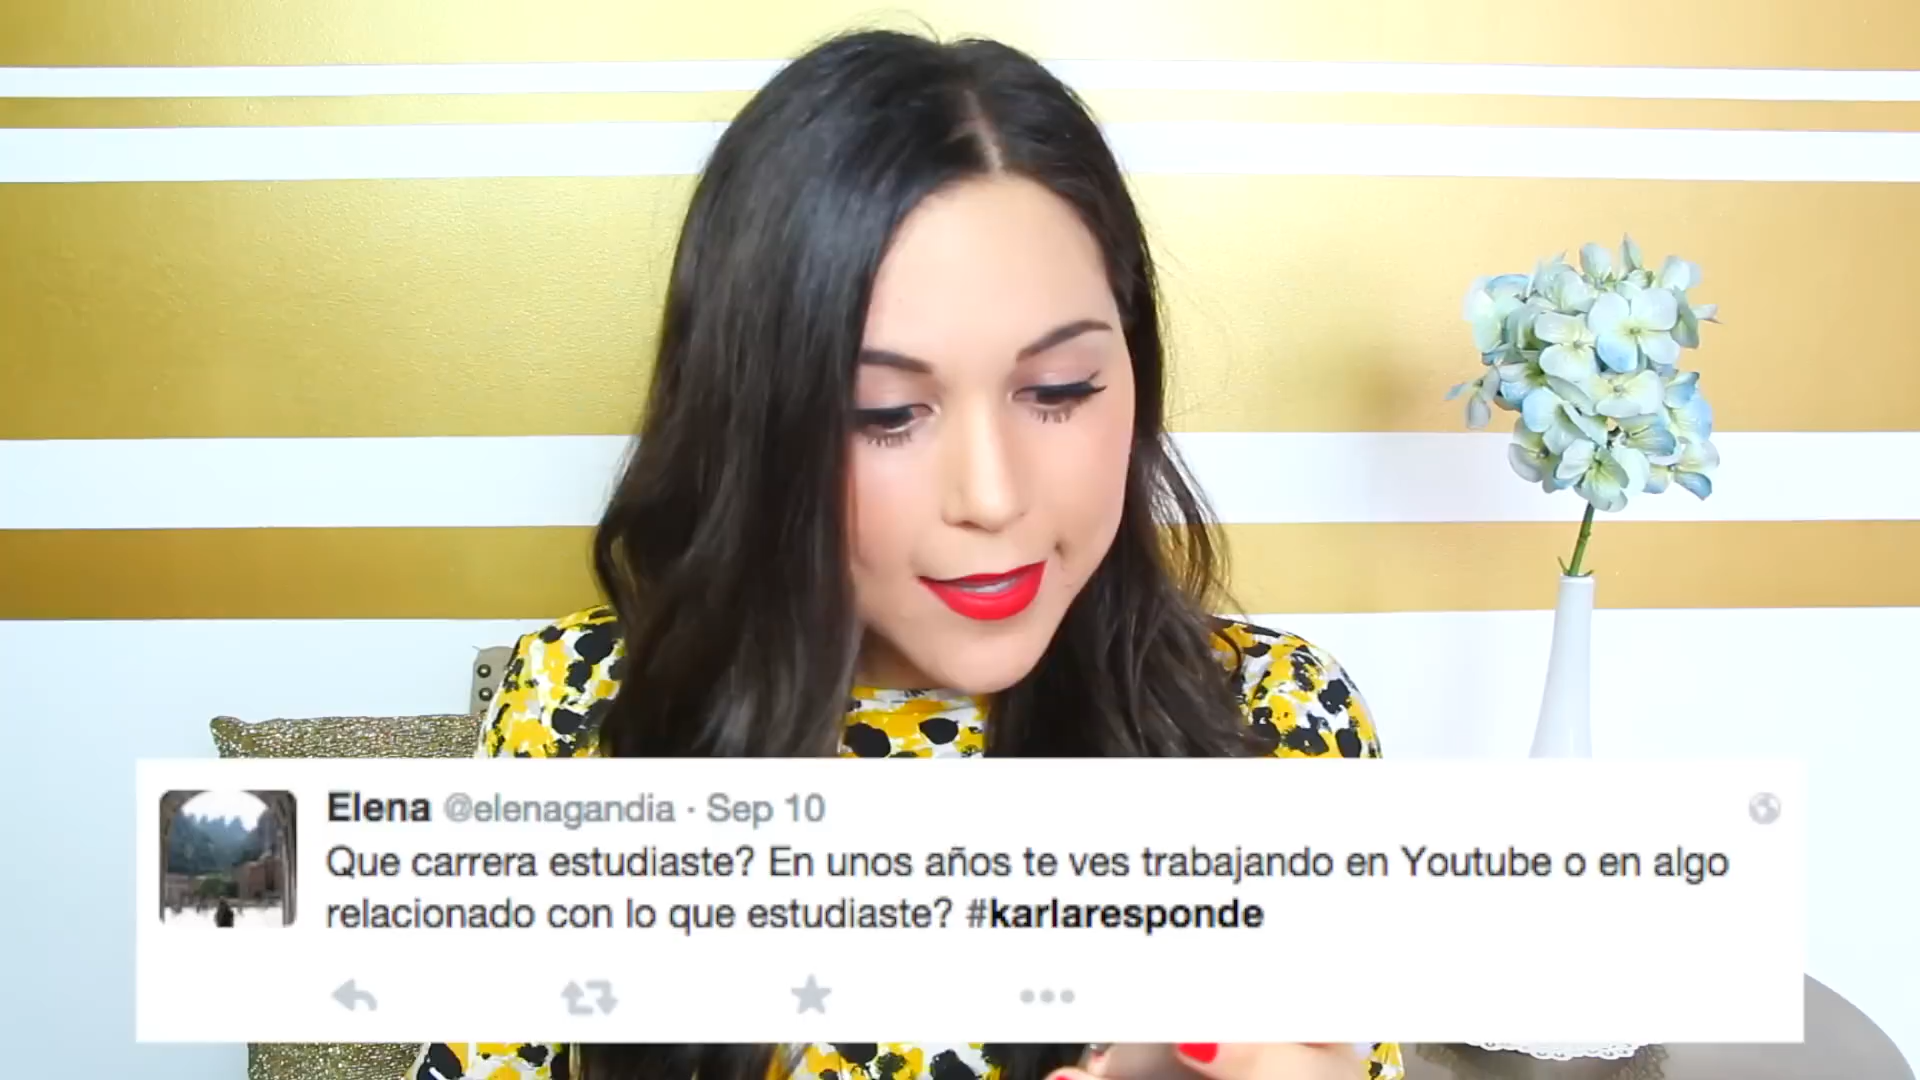 Elena @elenagandia · Sep 10
Que carrera estudiaste? En unos años te ves trabajando en Youtube o en algo
relacionado con lo que estudiaste? #karlaresponde